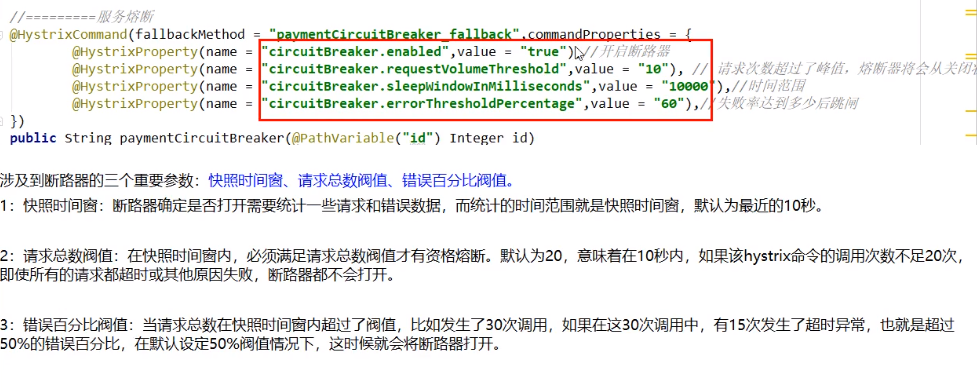 //=========服务熔断
@HystrixCommand(fallbackMethod = "paymentCircuitBreaker_fallback",commandProperties = {
@HystrixProperty(name = "circuitBreaker.enabled",value = "true"),//开启断路器
@HystrixProperty(name = "circuitBreaker.requestVolumeThreshold",value = "10"), // 请求次数超过了峰值，熔断器将会从关闭
@HystrixProperty(name = "circuitBreaker.sleepWindowInMilliseconds",value = "10000"),//时间范围
@HystrixProperty(name = "circuitBreaker.errorThresholdPercentage",value = "60"),//失败率达到多少后跳闸
})
public String paymentCircuitBreaker(@PathVariable("id") Integer id)
涉及到断路器的三个重要参数：快照时间窗、请求总数阀值、错误百分比阀值。
1：快照时间窗：断路器确定是否打开需要统计一些请求和错误数据，而统计的时间范围就是快照时间窗，默认为最近的10秒。
2：请求总数阀值：在快照时间窗内，必须满足请求总数阀值才有资格熔断。默认为20，意味着在10秒内，如果该hystrix命令的调用次数不足20次，
即使所有的请求都超时或其他原因失败，断路器都不会打开。
3：错误百分比阀值：当请求总数在快照时间窗内超过了阀值，比如发生了30次调用，如果在这30次调用中，有15次发生了超时异常，也就是超过
50%的错误百分比，在默认设定50%阀值情况下，这时候就会将断路器打开。